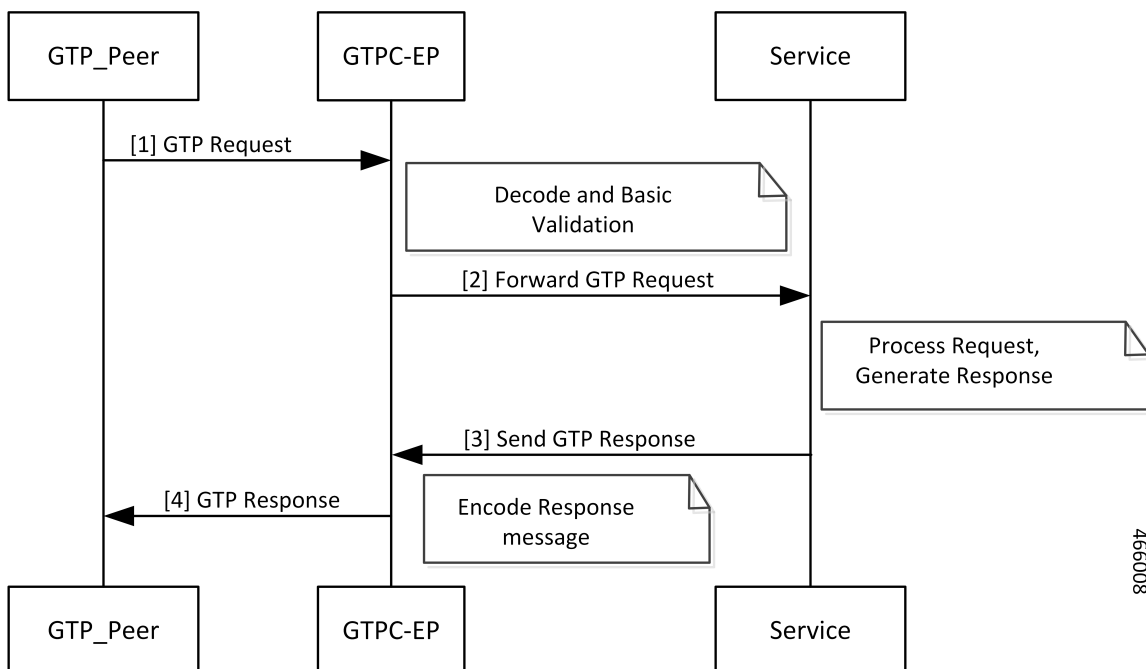 GTP_Peer
GTPC-EP
Service
[1] GTP Request
Decode and Basic
Validation
[2] Forward GTP Request
Process Request,
Generate Response
[3] Send GTP Response
[4] GTP Response
Encode Response
message
466008
GTP_Peer
GTPC-EP
Service